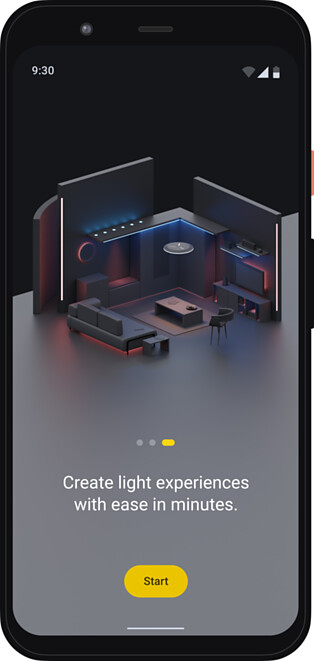 9:30
Create light experiences
with ease in minutes.
Start